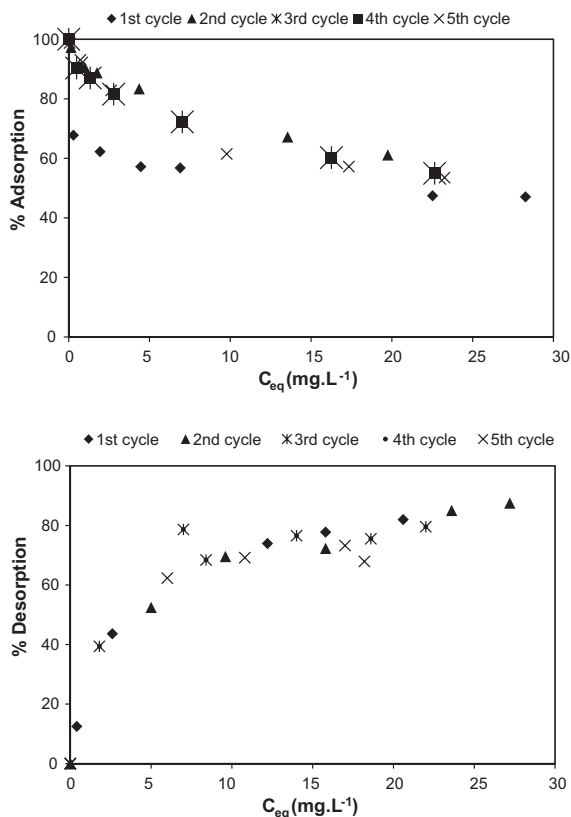 ◆ 1st cycle ▲ 2nd cycle ж 3rd cycle ■ 4th cycle × 5th cycle
100
80
60
40
20
0
% Adsorption
0 5 10 15 20 25 30
C_eq (mg.L⁻¹)
◆ 1st cycle ▲ 2nd cycle ж 3rd cycle • 4th cycle × 5th cycle
100
80
60
40
20
0
% Desorption
0 5 10 15 20 25 30
C_eq (mg.L⁻¹)